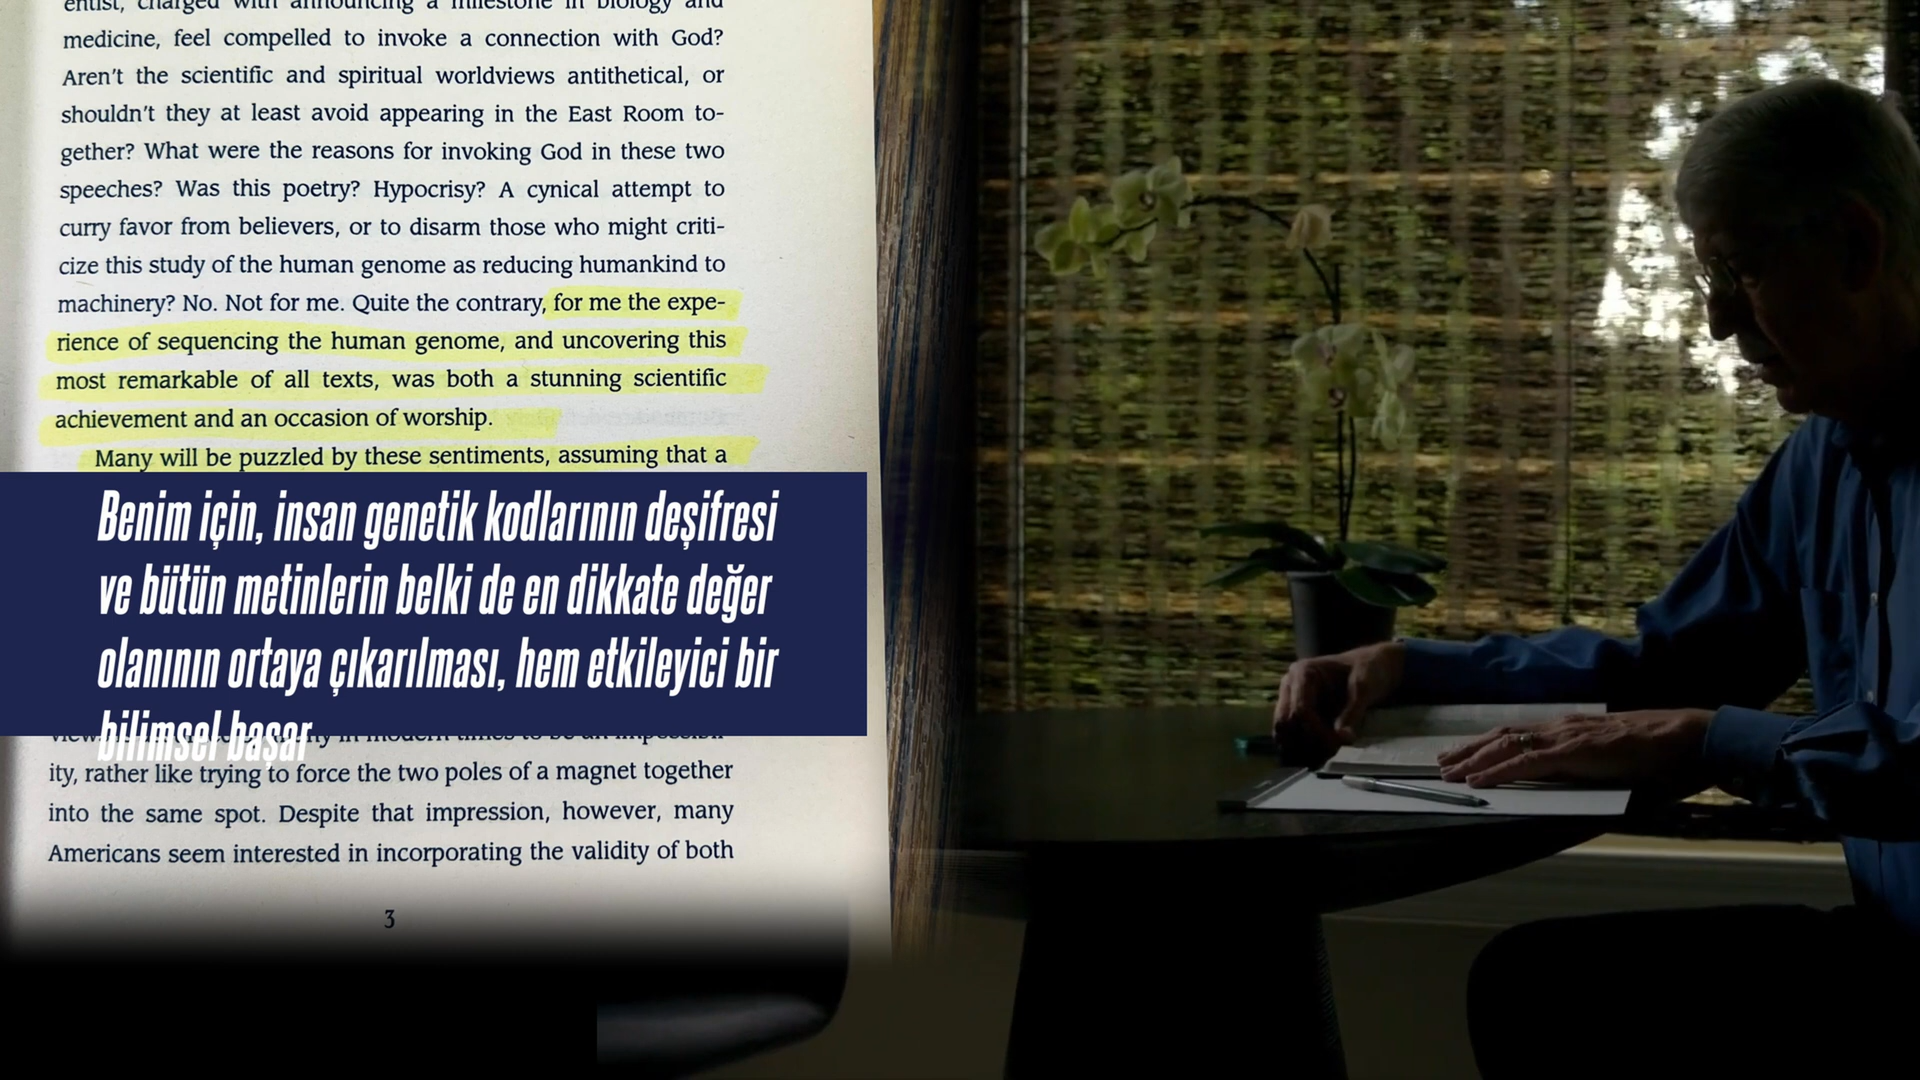 entist, charged with announcing a milestone in biology and
medicine, feel compelled to invoke a connection with God?
Aren't the scientific and spiritual worldviews antithetical, or
shouldn't they at least avoid appearing in the East Room to-
gether? What were the reasons for invoking God in these two
speeches? Was this poetry? Hypocrisy? A cynical attempt to
curry favor from believers, or to disarm those who might criti-
cize this study of the human genome as reducing humankind to
machinery? No. Not for me. Quite the contrary, for me the expe-
rience of sequencing the human genome, and uncovering this
most remarkable of all texts, was both a stunning scientific
achievement and an occasion of worship.
Many will be puzzled by these sentiments, assuming that a
Benim için, insan genetik kodlarının deşifresi
ve bütün metinlerin belki de en dikkate değer
olanının ortaya çıkarılması, hem etkileyici bir
bilimsel başar
in modern times to be an
ity, rather like trying to force the two poles of a magnet together
into the same spot. Despite that impression, however, many
Americans seem interested in incorporating the validity of both
3